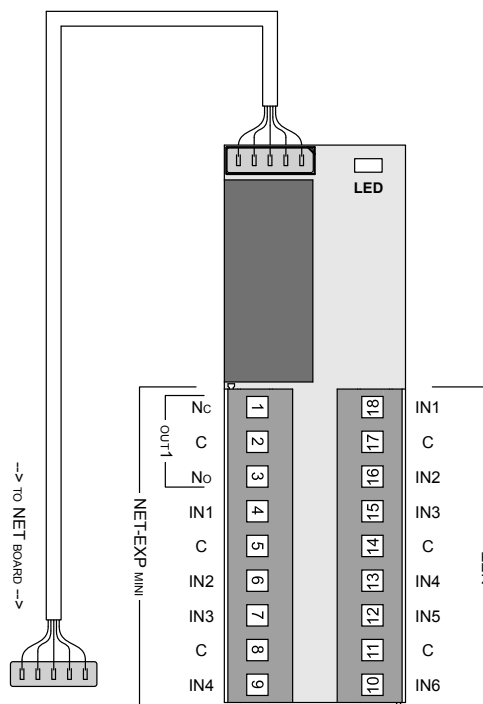 LED
Nc 1 18 IN1
C 2 17 C
OUT1
No 3 16 IN2
IN1 4 15 IN3
C 5 14 C
IN2 6 13 IN4
IN3 7 12 IN5
C 8 11 C
IN4 9 10 IN6
NET-EXP MINI
--> TO NET BOARD -->